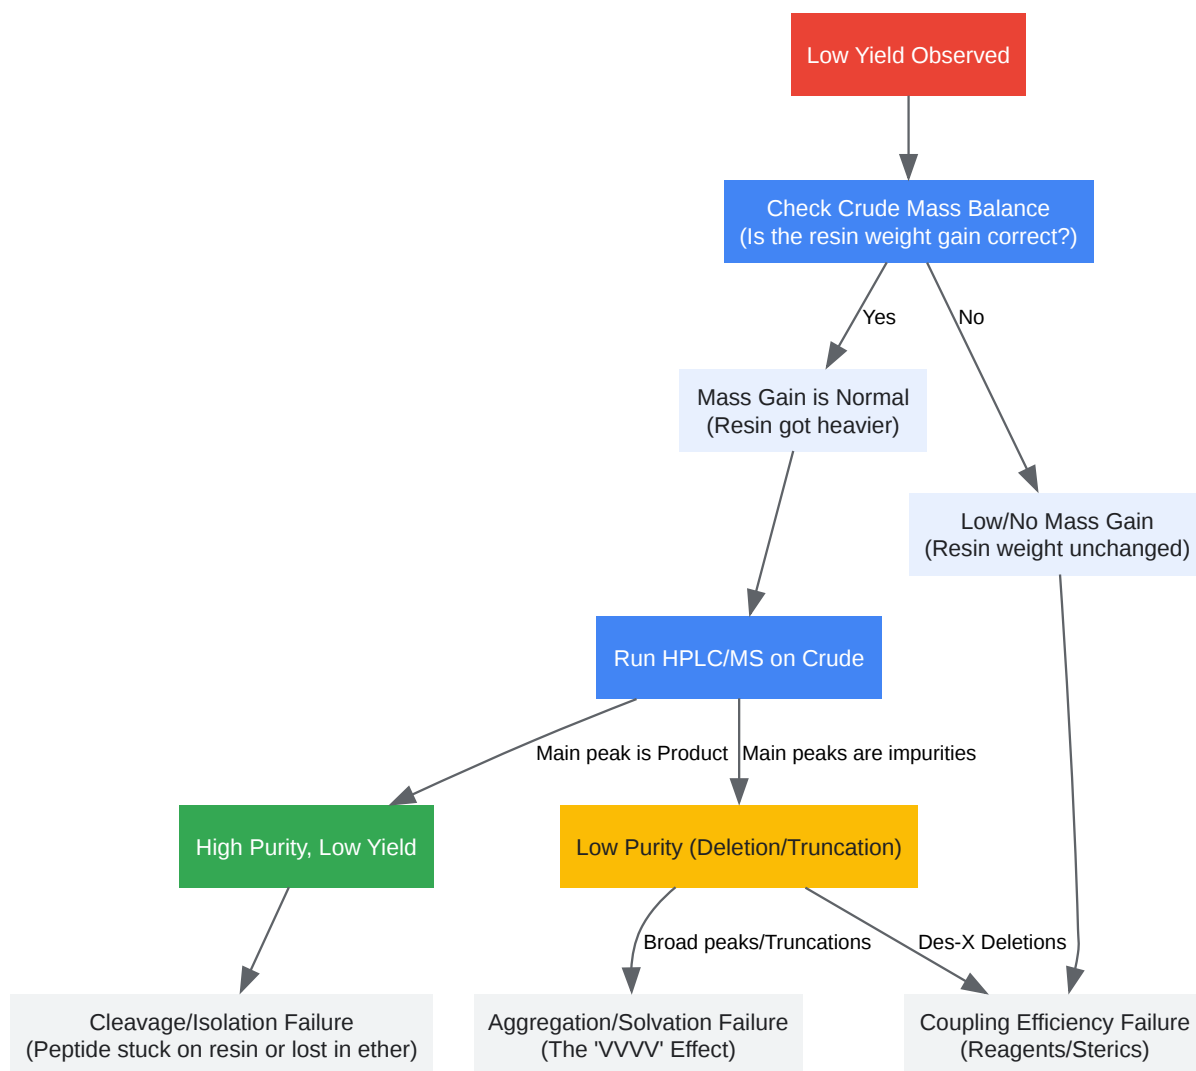 Low Yield Observed
Check Crude Mass Balance
(Is the resin weight gain correct?)
Yes
No
Mass Gain is Normal
(Resin got heavier)
Low/No Mass Gain
(Resin weight unchanged)
Run HPLC/MS on Crude
Main peak is Product
Main peaks are impurities
High Purity, Low Yield
Low Purity (Deletion/Truncation)
Broad peaks/Truncations
Des-X Deletions
Cleavage/Isolation Failure
(Peptide stuck on resin or lost in ether)
Aggregation/Solvation Failure
(The 'VVVV' Effect)
Coupling Efficiency Failure
(Reagents/Sterics)